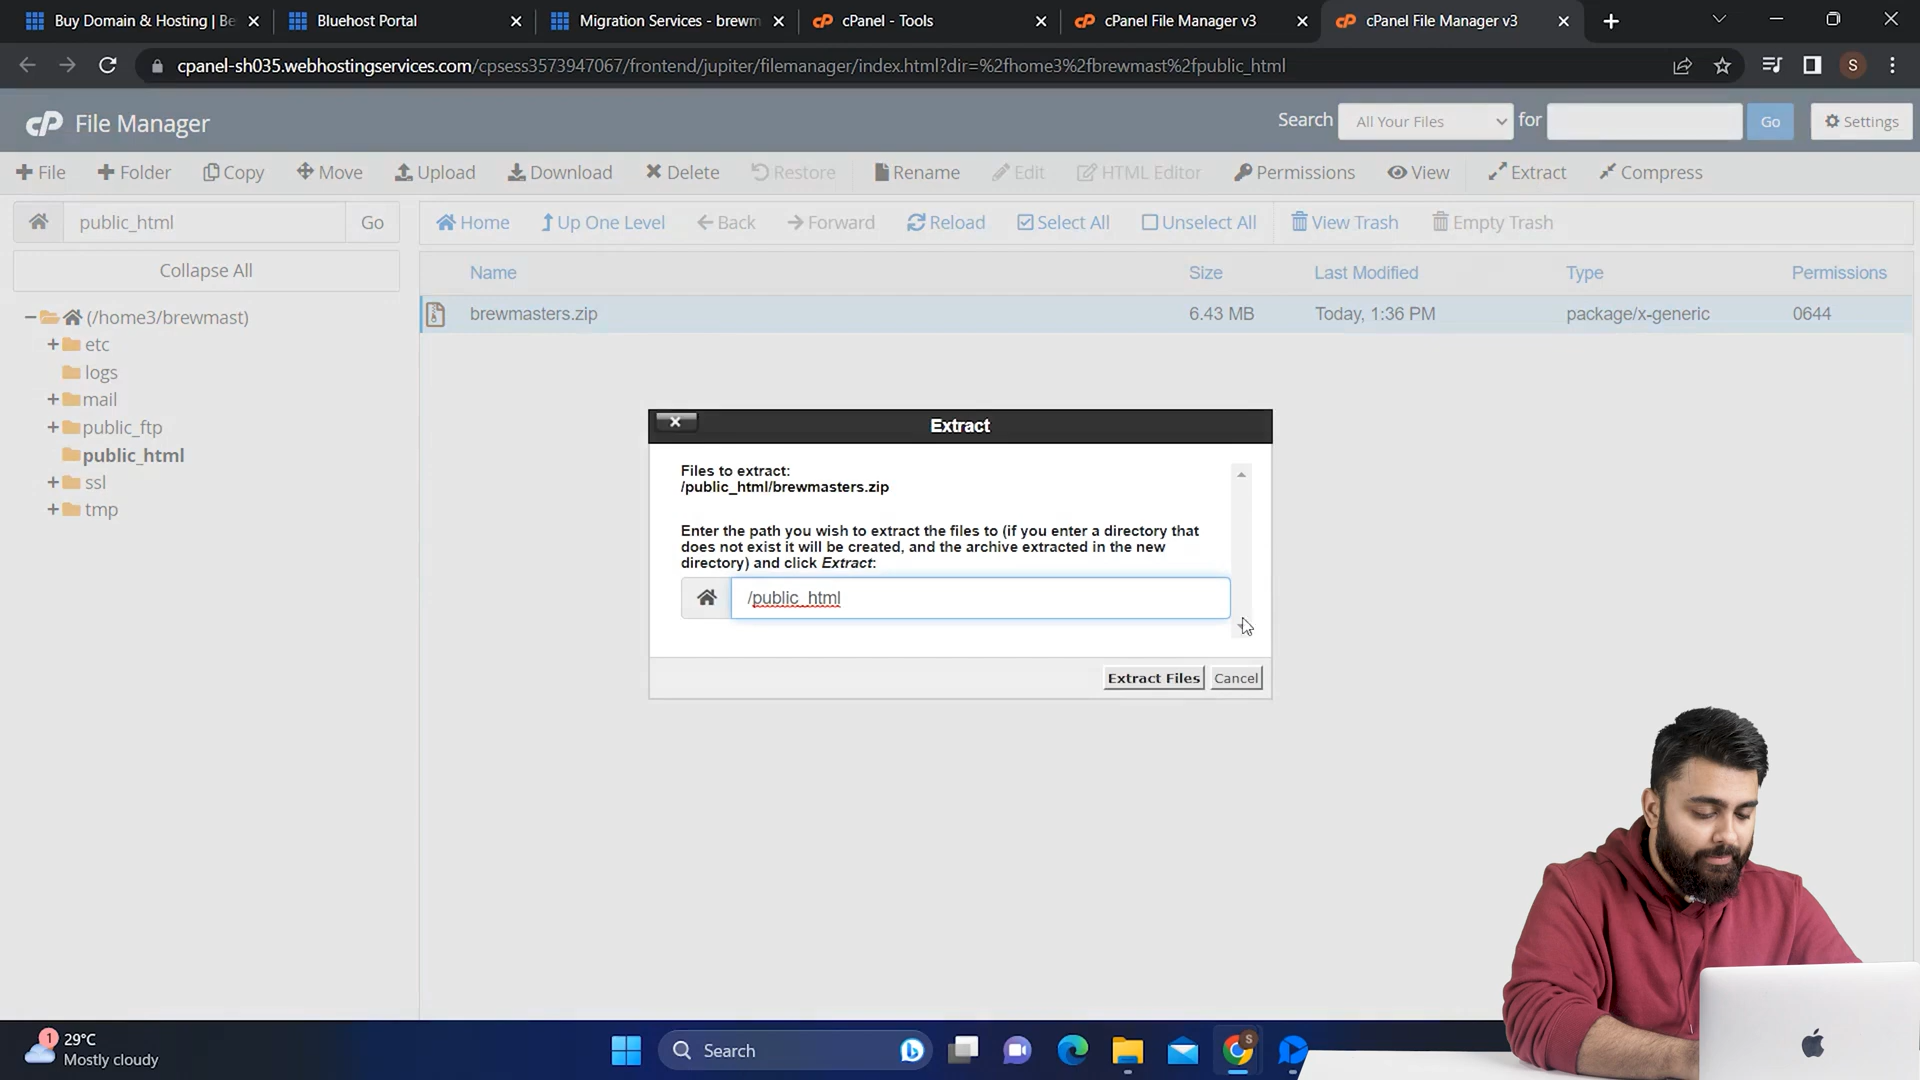 Buy Domain & Hosting | Be
Bluehost Portal
Migration Services - brewm
cPanel - Tools
cPanel File Manager v3
cPanel File Manager v3
cpanel-sh035.webhostingservices.com/cpsess3573947067/frontend/jupiter/filemanager/index.html?dir=%2fhome3%2fbrewmast%2fpublic_html
S
cP File Manager
Search All Your Files for Go Settings
File Folder Copy Move Upload Download Delete Restore Rename Edit HTML Editor Permissions View Extract Compress
public_html Go
Home Up One Level Back Forward Reload Select All Unselect All View Trash Empty Trash
Collapse All
Name Size Last Modified Type Permissions
brewmasters.zip 6.43 MB Today, 1:36 PM package/x-generic 0644
(/home3/brewmast)
etc
logs
mail
public_ftp
public_html
ssl
tmp
Extract
Files to extract:
/public_html/brewmasters.zip
Enter the path you wish to extract the files to (if you enter a directory that
does not exist it will be created, and the archive extracted in the new
directory) and click Extract:
/public_html
Extract Files Cancel
1
29°C
Mostly cloudy
Search
S